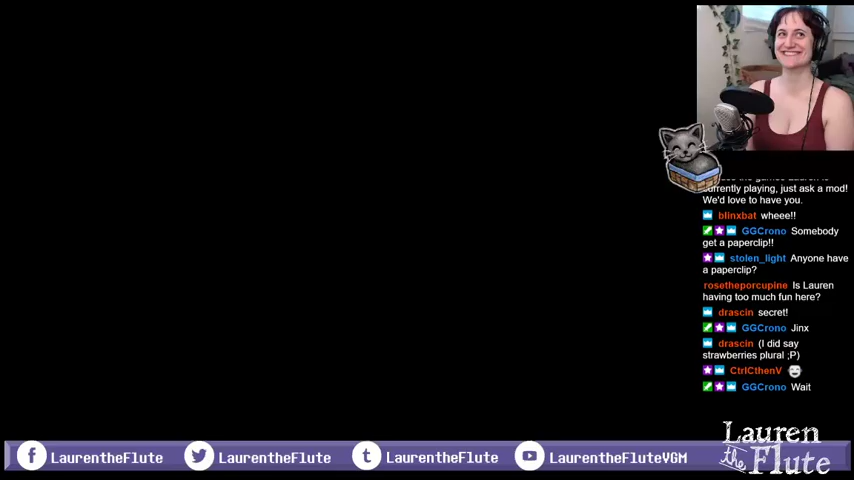 urrently playing, just ask a mod!
We'd love to have you.
blinxbat wheee!!
GGCrono Somebody
get a paperclip!!
stolen_light Anyone have
a paperclip?
rosetheporcupine Is Lauren
having too much fun here?
drascin secret!
GGCrono Jinx
drascin (I did say
strawberries plural ;P)
CtrlCthenV
GGCrono Wait
LaurentheFlute
LaurentheFlute
LaurentheFlute
LaurentheFluteVGM
Lauren
the Flute